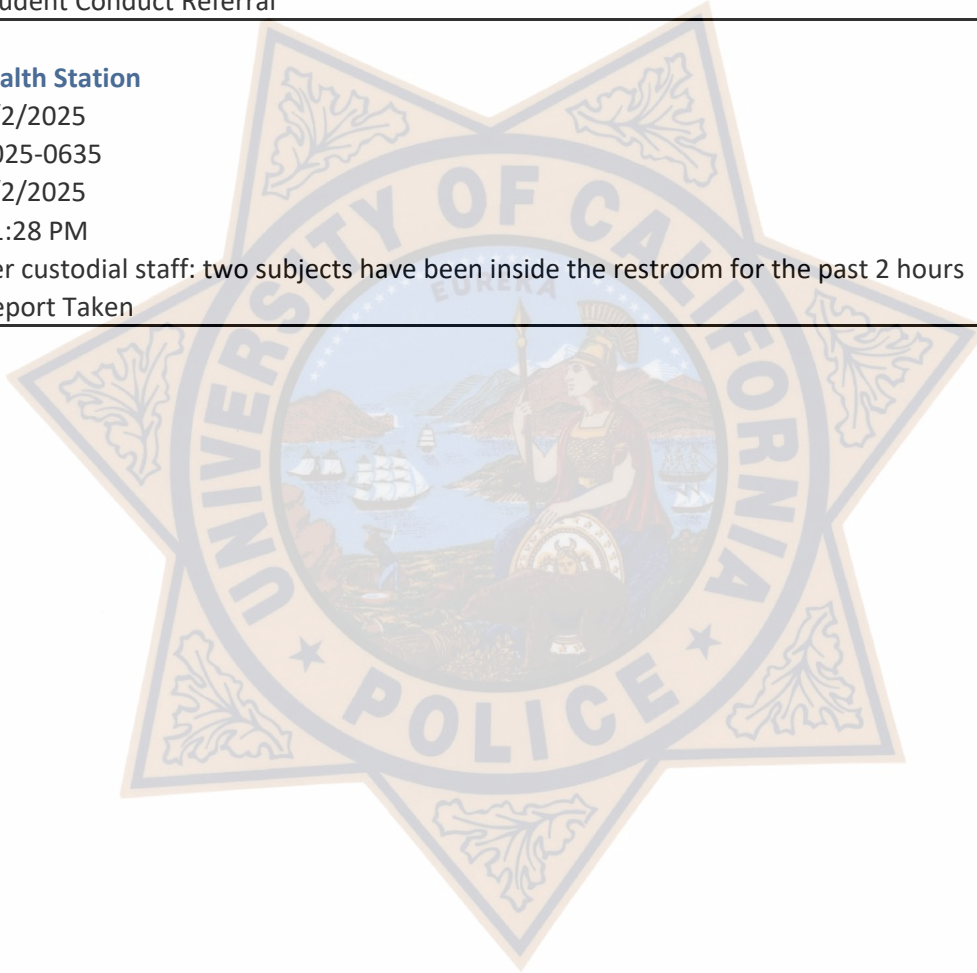 udent Conduct Referral
alth Station
/2/2025
025-0635
/2/2025
1:28 PM
er custodial staff: two subjects have been inside the restroom for the past 2 hours
eport Taken
UNIVERSITY OF CALIFORNIA
EUREKA
POLICE